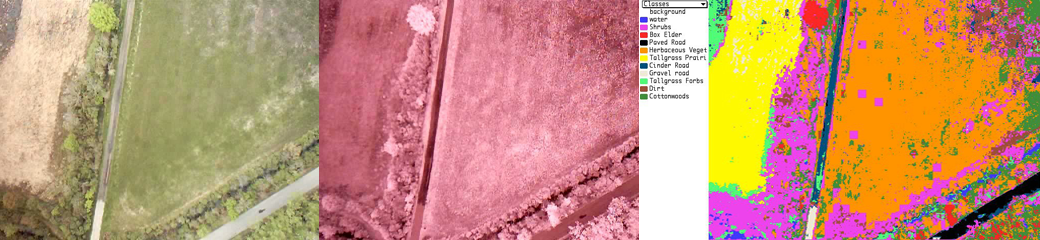 Classes
background
water
Shrubs
Box Elder
Paved Road
Herbaceous Veget
Tallgrass Prairi
Cinder Road
Gravel road
Tallgrass Forbs
Dirt
Cottonwoods